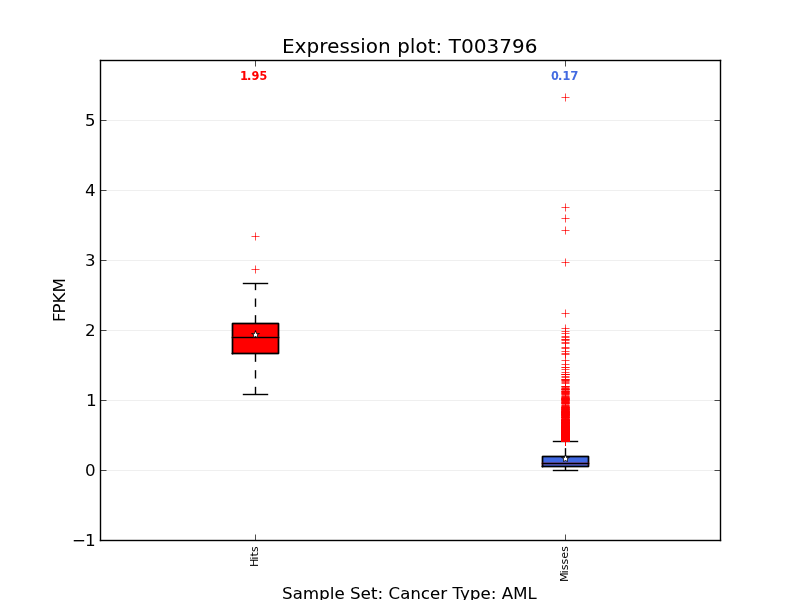 Expression plot: T003796
1.95
0.17
5
4
3
2
1
0
−1
FPKM
Hits
Misses
Sample Set: Cancer Type: AML